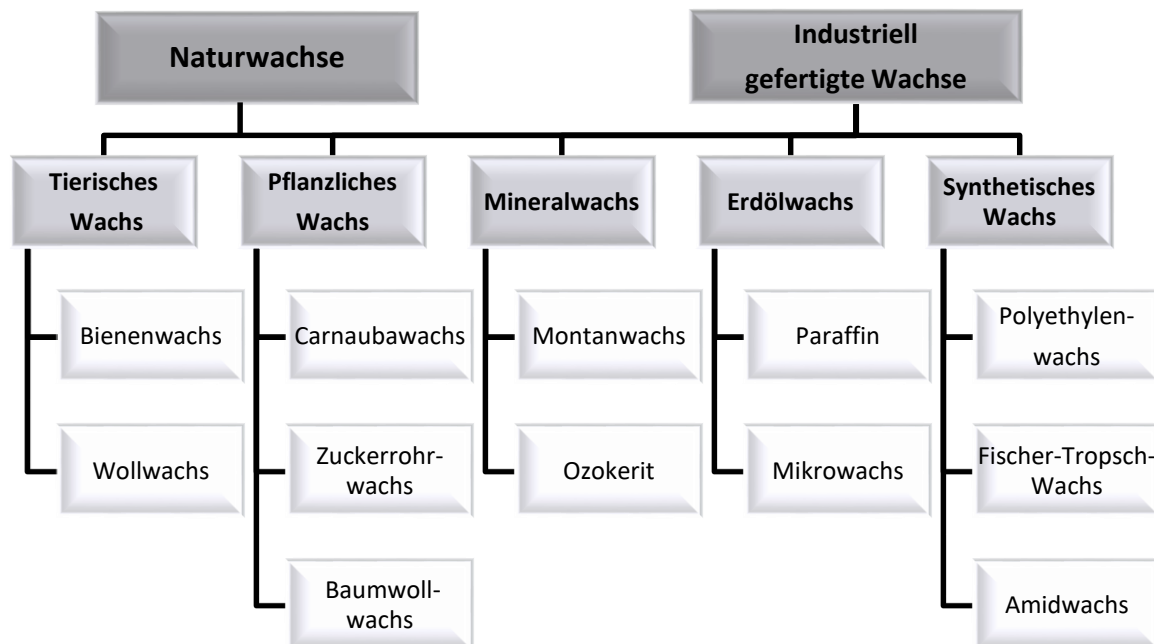 Naturwachse
Industriell
gefertigte Wachse
Tierisches
Wachs
Pflanzliches
Wachs
Mineralwachs
Erdölwachs
Synthetisches
Wachs
Bienenwachs
Carnaubawachs
Montanwachs
Paraffin
Polyethylen-
wachs
Wollwachs
Zuckerrohr-
wachs
Ozokerit
Mikrowachs
Fischer-Tropsch-
Wachs
Baumwoll-
wachs
Amidwachs